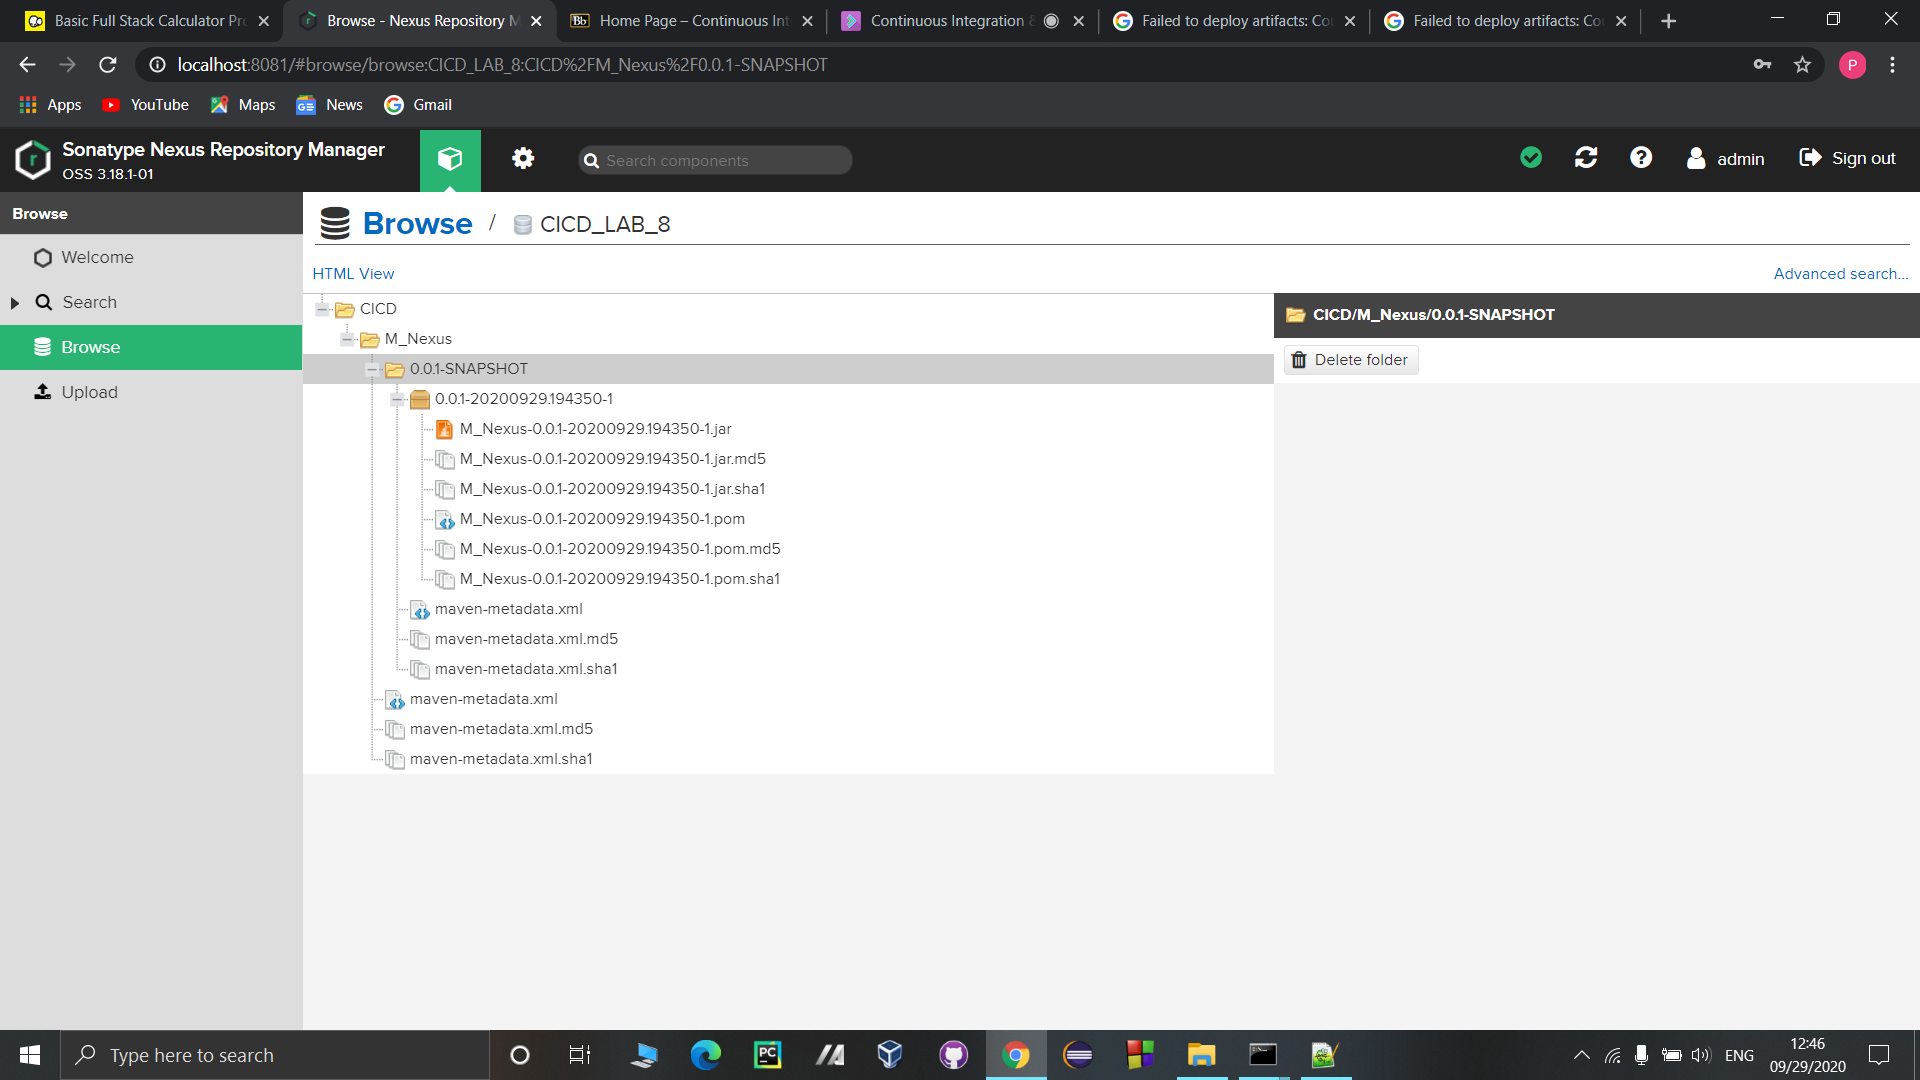 Basic Full Stack Calculator Pr
Browse - Nexus Repository M
Bb Home Page – Continuous Int
Continuous Integration &
Failed to deploy artifacts: Cou
Failed to deploy artifacts: Cou
localhost:8081/#browse/browse:CICD_LAB_8:CICD%2FM_Nexus%2F0.0.1-SNAPSHOT
P
Apps YouTube Maps News Gmail
Sonatype Nexus Repository Manager
OSS 3.18.1-01
Search components
admin
Sign out
Browse
Welcome
Search
Browse
Upload
Browse / CICD_LAB_8
HTML View
Advanced search...
CICD
M_Nexus
0.0.1-SNAPSHOT
0.0.1-20200929.194350-1
M_Nexus-0.0.1-20200929.194350-1.jar
M_Nexus-0.0.1-20200929.194350-1.jar.md5
M_Nexus-0.0.1-20200929.194350-1.jar.sha1
M_Nexus-0.0.1-20200929.194350-1.pom
M_Nexus-0.0.1-20200929.194350-1.pom.md5
M_Nexus-0.0.1-20200929.194350-1.pom.sha1
maven-metadata.xml
maven-metadata.xml.md5
maven-metadata.xml.sha1
maven-metadata.xml
maven-metadata.xml.md5
maven-metadata.xml.sha1
CICD/M_Nexus/0.0.1-SNAPSHOT
Delete folder
Type here to search
PC
ENG
12:46
09/29/2020